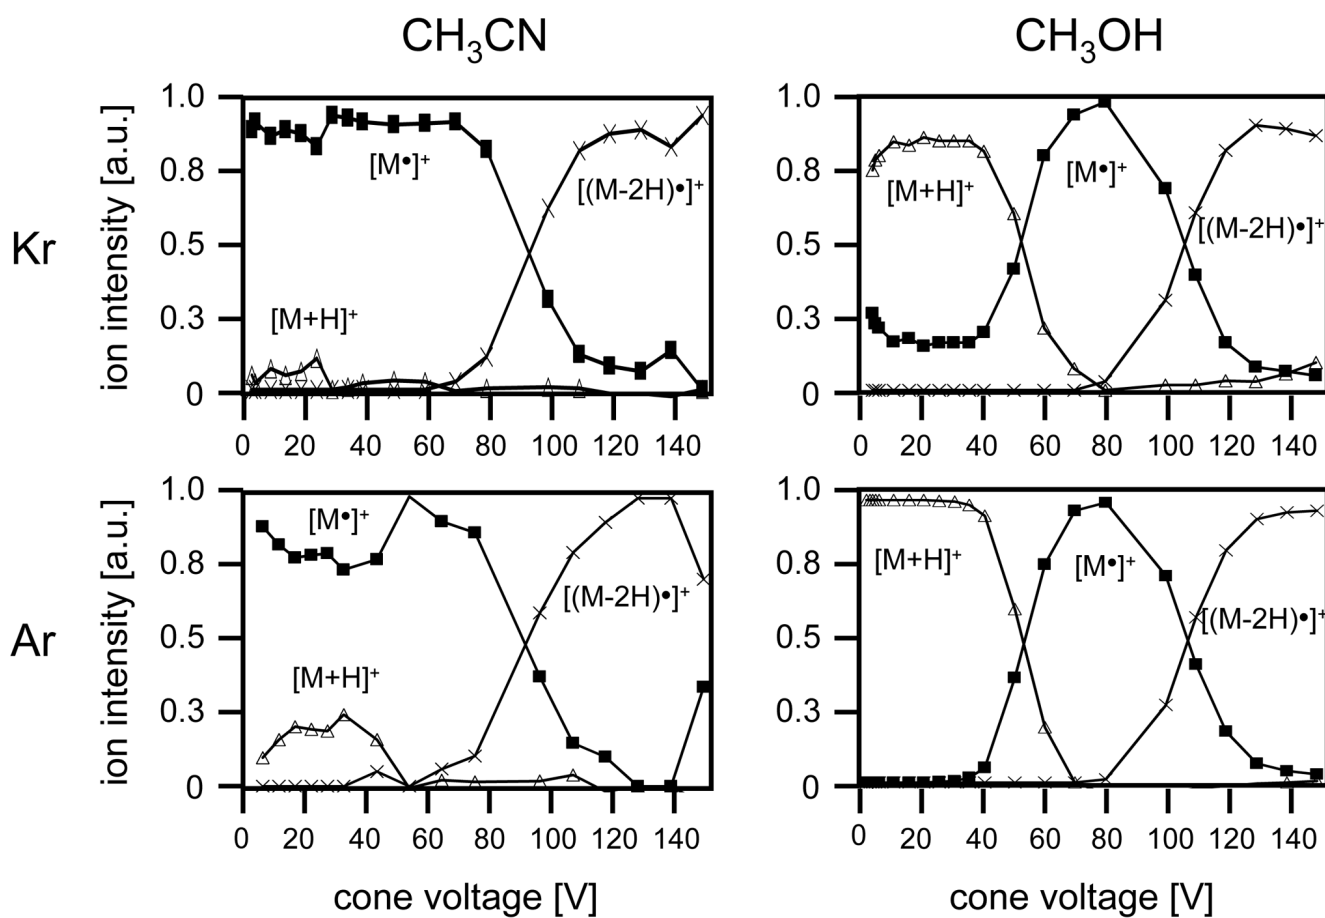 CH₃CN
CH₃OH
Kr
ion intensity [a.u.]
1.0
0.8
0.5
0.3
0
[M•]⁺
[(M-2H)•]⁺
[M+H]⁺
0 20 40 60 80 100 120 140
1.0
0.8
0.5
0.3
0
[M+H]⁺
[M•]⁺
[(M-2H)•]⁺
0 20 40 60 80 100 120 140
Ar
ion intensity [a.u.]
1.0
0.8
0.5
0.3
0
[M•]⁺
[(M-2H)•]⁺
[M+H]⁺
0 20 40 60 80 100 120 140
cone voltage [V]
1.0
0.8
0.5
0.3
0
[M+H]⁺
[M•]⁺
[(M-2H)•]⁺
0 20 40 60 80 100 120 140
cone voltage [V]